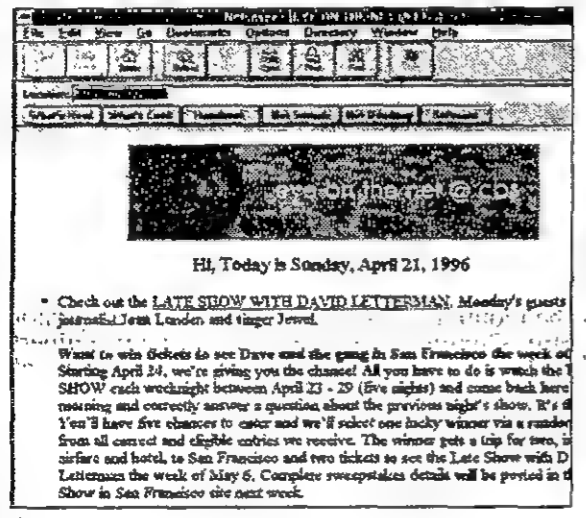 File Edit View Go Bookmarks Options Directory Window Help
eye on the net @ cbs
Hi, Today is Sunday, April 21, 1996
• Check out the LATE SHOW WITH DAVID LETTERMAN. Monday's guests
journalist Joan Lunden and singer Jewel.
Want to win tickets to see Dave and the gang in San Francisco the week of
Starting April 24, we're giving you the chance! All you have to do is watch the
SHOW each weeknight between April 23 - 29 (five nights) and come back here
morning and correctly answer a question about the previous night's show. It's
You'll have five chances to enter and we'll select one lucky winner via a random
from all correct and eligible entries we receive. The winner gets a trip for two,
airfare and hotel, to San Francisco and two tickets to see the Late Show with D
Letterman the week of May 6. Complete sweepstakes details will be posted in
Show in San Francisco site next week.